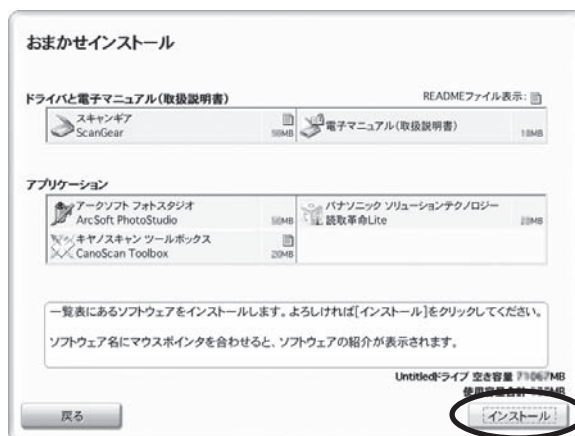 おまかせインストール
ドライバと電子マニュアル(取扱説明書)
READMEファイル表示:
スキャンギア
ScanGear
電子マニュアル(取扱説明書)
アプリケーション
アークソフト フォトスタジオ
ArcSoft PhotoStudio
パナソニック ソリューションテクノロジー
読取革命Lite
キヤノスキャン ツールボックス
CanoScan Toolbox
20MB
一覧表にあるソフトウェアをインストールします。よろしければ[インストール]をクリックしてください。
ソフトウェア名にマウスポインタを合わせると、ソフトウェアの紹介が表示されます。
Untitledドライブ 空き容量 MB
使用容量合計 MB
戻る
インストール